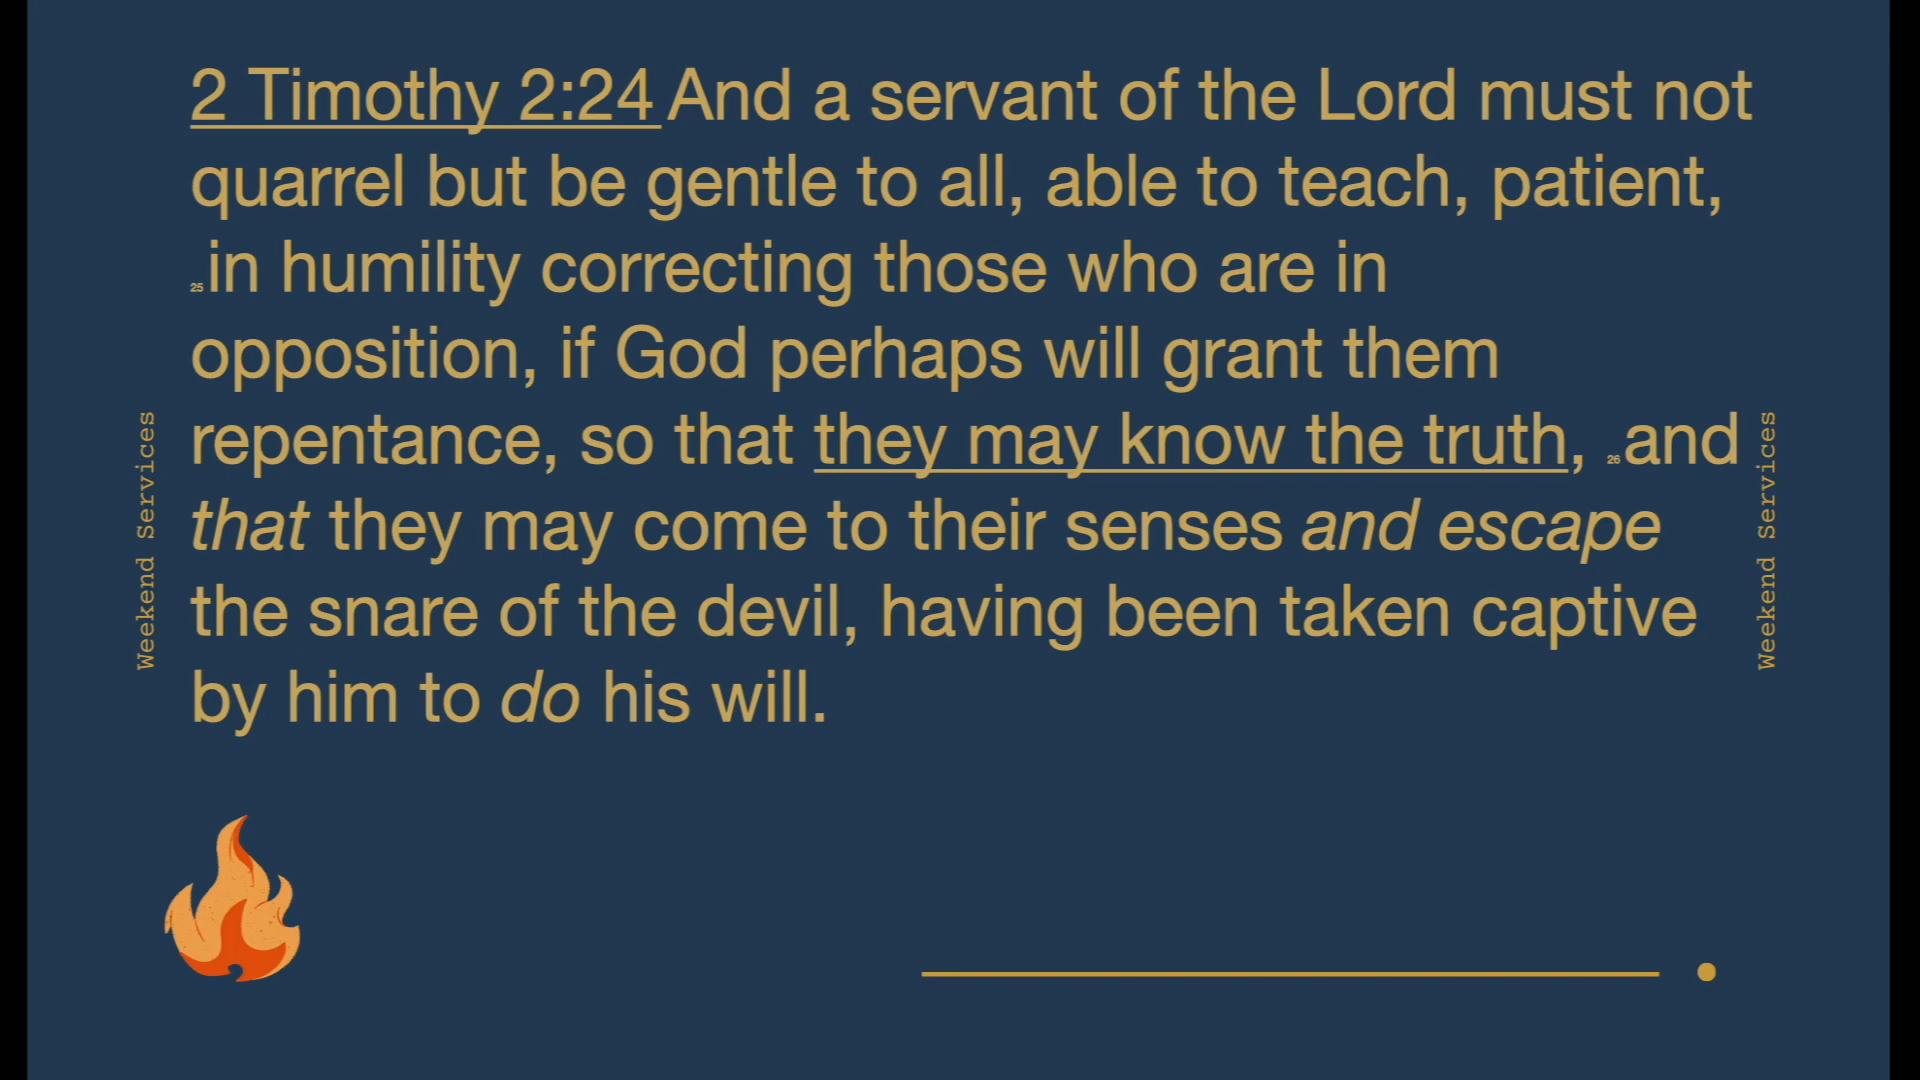 2 Timothy 2:24 And a servant of the Lord must not
quarrel but be gentle to all, able to teach, patient,
25 in humility correcting those who are in
opposition, if God perhaps will grant them
repentance, so that they may know the truth, 26 and
that they may come to their senses and escape
the snare of the devil, having been taken captive
by him to do his will.
Weekend Services
Weekend Services